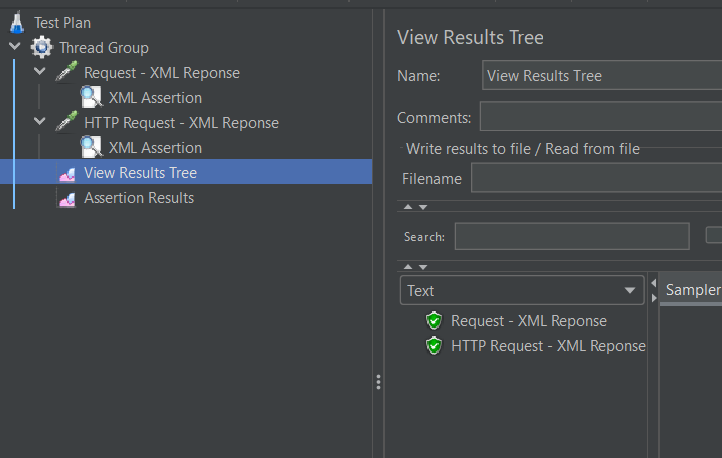 Test Plan
Thread Group
Request - XML Reponse
XML Assertion
HTTP Request - XML Reponse
XML Assertion
View Results Tree
Assertion Results
View Results Tree
Name: View Results Tree
Comments:
Write results to file / Read from file
Filename
Search:
Text
Sampler
Request - XML Reponse
HTTP Request - XML Reponse